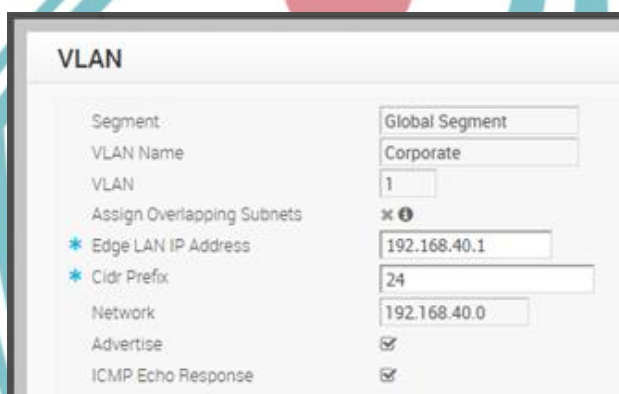 VLAN
Segment Global Segment
VLAN Name Corporate
VLAN 1
Assign Overlapping Subnets
* Edge LAN IP Address 192.168.40.1
* Cidr Prefix 24
Network 192.168.40.0
Advertise
ICMP Echo Response